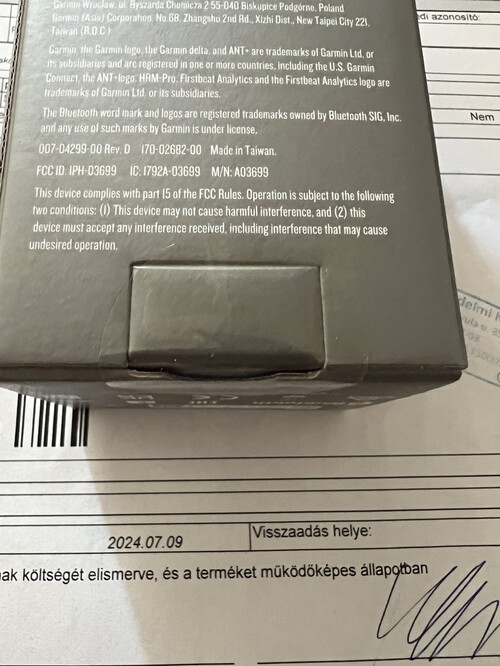 Garmin Wrocław, ul. Ryszarda Chomicza 2 55-040 Biskupice Podgórne, Poland
Garmin (Asia) Corporation, No.68, Zhangshu 2nd Rd., Xizhi Dist., New Taipei City 221,
Taiwan (R.O.C.)
Garmin, the Garmin logo, the Garmin delta, and ANT+ are trademarks of Garmin Ltd. or
its subsidiaries and are registered in one or more countries, including the U.S. Garmin
Connect, the ANT+ logo, HRM-Pro, Firstbeat Analytics and the Firstbeat Analytics logo are
trademarks of Garmin Ltd. or its subsidiaries.
The Bluetooth word mark and logos are registered trademarks owned by Bluetooth SIG, Inc.
and any use of such marks by Garmin is under license.
007-04299-00 Rev. D 170-02682-00 Made in Taiwan.
FCC ID: IPH-03699 IC: 1792A-03699 M/N: A03699
This device complies with part 15 of the FCC Rules. Operation is subject to the following
two conditions: (1) This device may not cause harmful interference, and (2) this
device must accept any interference received, including interference that may cause
undesired operation.
azonosító:
Nem
2024.07.09 Visszaadás helye:
költségét elismerve, és a terméket működőképes állapotban